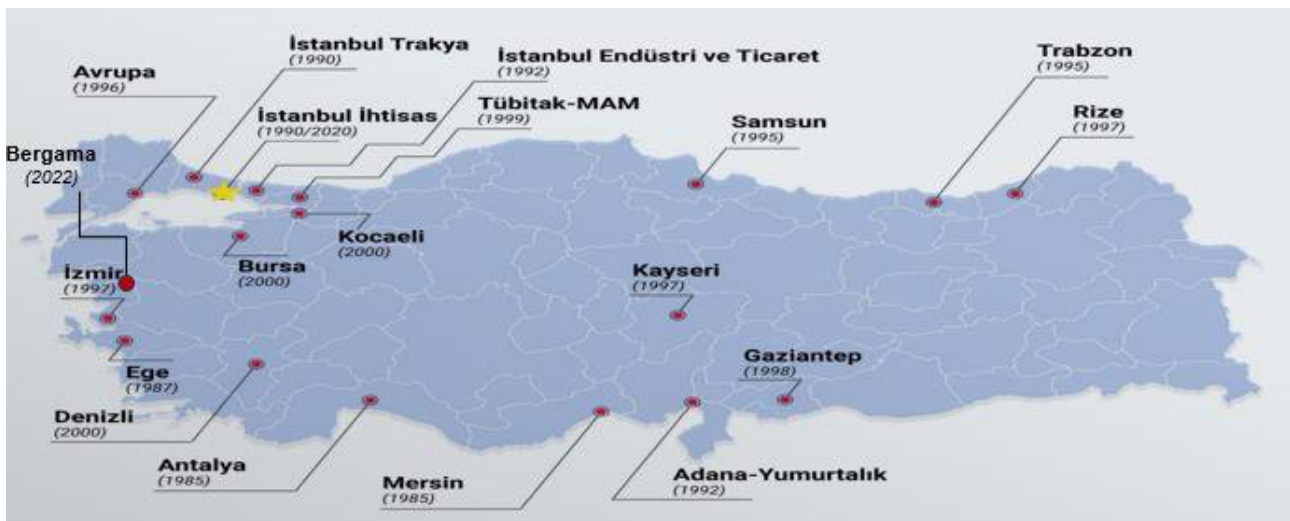 İstanbul Trakya
(1990)
İstanbul Endüstri ve Ticaret
(1992)
Trabzon
(1995)
Avrupa
(1996)
Tübitak-MAM
(1999)
İstanbul İhtisas
(1990/2020)
Samsun
(1995)
Rize
(1997)
Bergama
(2022)
Kocaeli
(2000)
Bursa
(2000)
İzmir
(1997)
Kayseri
(1997)
Gaziantep
(1998)
Ege
(1987)
Denizli
(2000)
Antalya
(1985)
Mersin
(1985)
Adana-Yumurtalık
(1992)